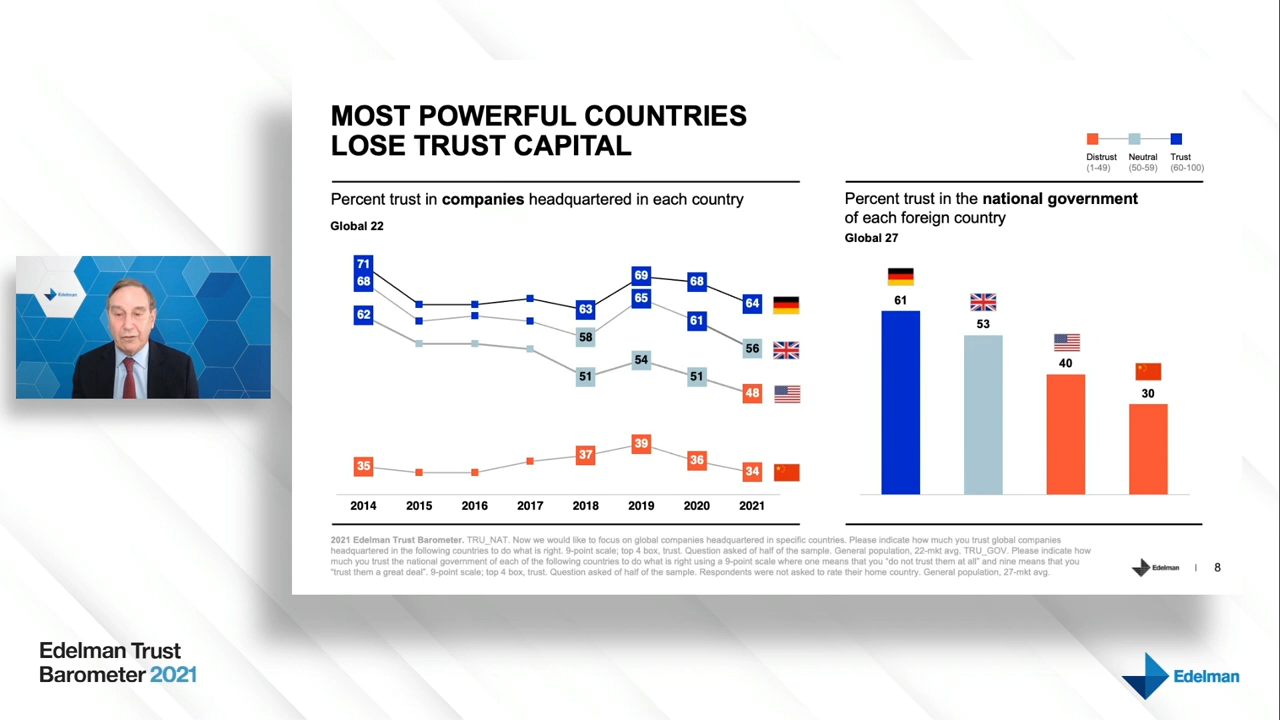 MOST POWERFUL COUNTRIES
LOSE TRUST CAPITAL
Distrust
(1-49)
Neutral
(50-59)
Trust
(60-100)
Percent trust in companies headquartered in each country
Global 22
71
68
62
35
63
58
51
37
69
65
54
39
68
61
51
36
64
56
48
34
2014 2015 2016 2017 2018 2019 2020 2021
Percent trust in the national government
of each foreign country
Global 27
61
53
40
30
2021 Edelman Trust Barometer. TRU_NAT. Now we would like to focus on global companies headquartered in specific countries. Please indicate how much you trust global companies
headquartered in the following countries to do what is right. 9-point scale; top 4 box, trust. Question asked of half of the sample. General population, 22-mkt avg. TRU_GOV. Please indicate how
much you trust the national government of each of the following countries to do what is right using a 9-point scale where one means that you “do not trust them at all” and nine means that you
“trust them a great deal”. 9-point scale; top 4 box, trust. Question asked of half of the sample. Respondents were not asked to rate their home country. General population, 27-mkt avg.
Edelman | 8
Edelman
Edelman Trust
Barometer 2021
Edelman